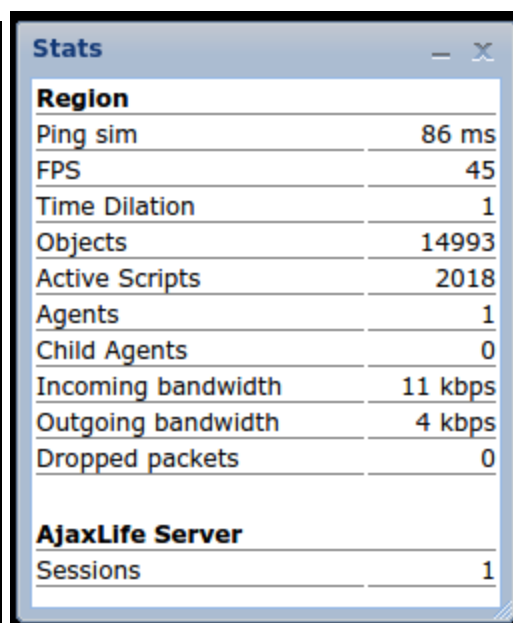 Stats
Region
Ping sim 86 ms
FPS 45
Time Dilation 1
Objects 14993
Active Scripts 2018
Agents 1
Child Agents 0
Incoming bandwidth 11 kbps
Outgoing bandwidth 4 kbps
Dropped packets 0
AjaxLife Server
Sessions 1